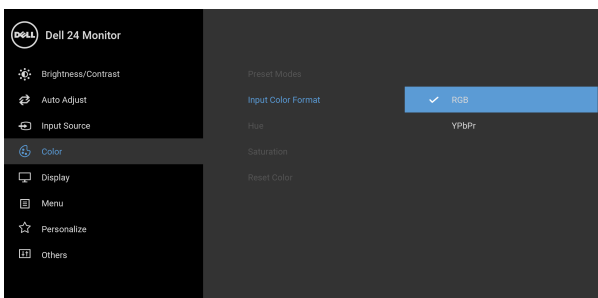 DELL
Dell 24 Monitor
Brightness/Contrast
Auto Adjust
Input Source
Color
Display
Menu
Personalize
Others
Preset Modes
Input Color Format
Hue
Saturation
Reset Color
RGB
YPbPr